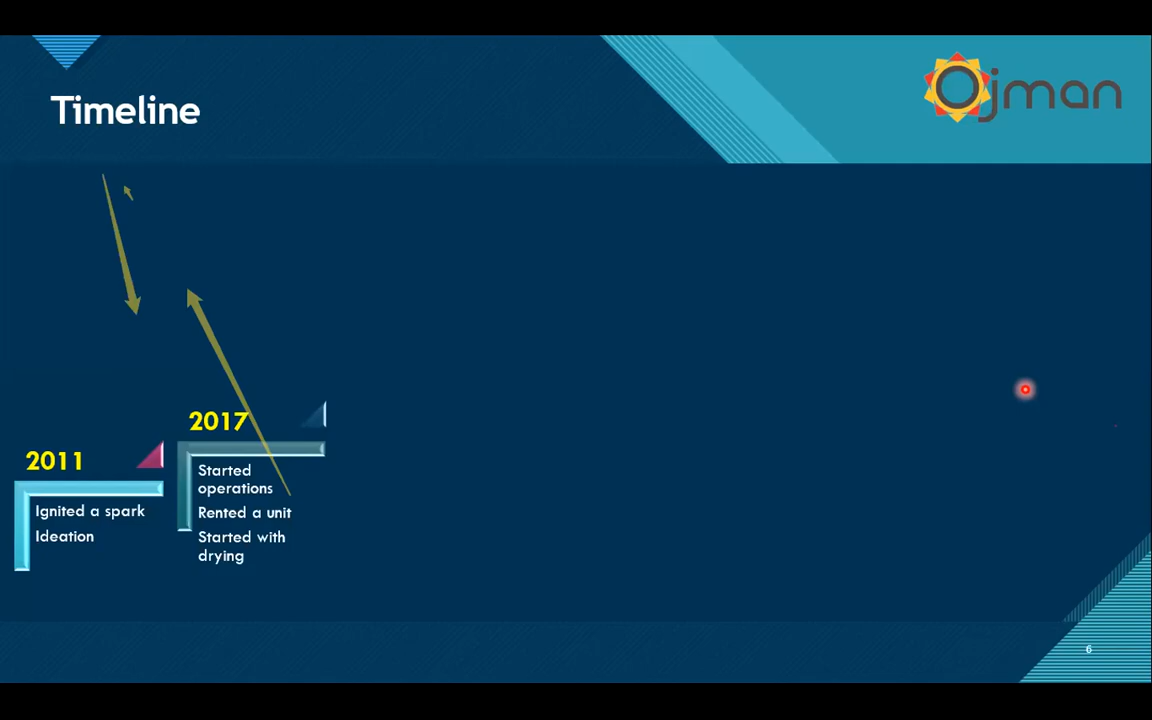 Timeline
Ojman
2011
Ignited a spark
Ideation
2017
Started
operations
Rented a unit
Started with
drying
6